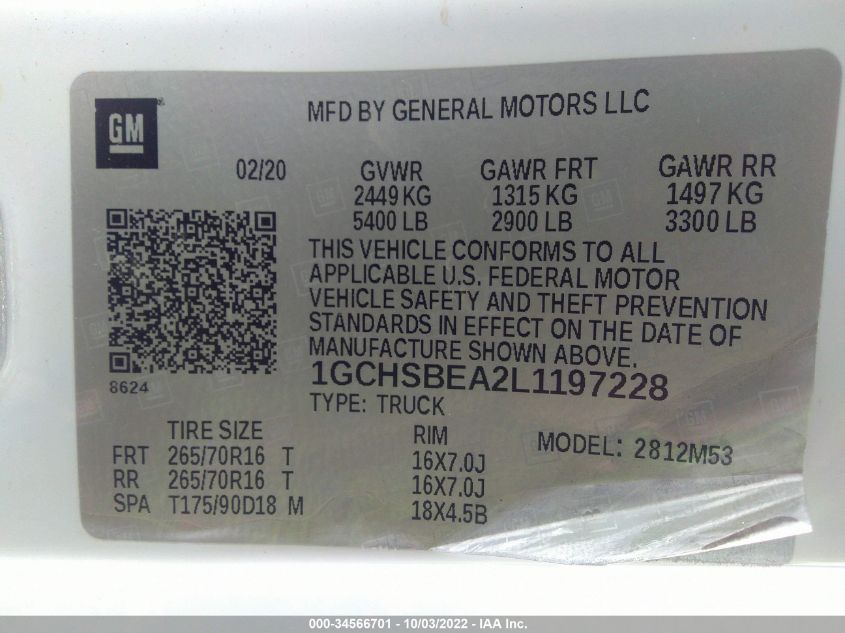 GM
MFD BY GENERAL MOTORS LLC
02/20 GVWR GAWR FRT GAWR RR
2449 KG 1315 KG 1497 KG
5400 LB 2900 LB 3300 LB
THIS VEHICLE CONFORMS TO ALL
APPLICABLE U.S. FEDERAL MOTOR
VEHICLE SAFETY AND THEFT PREVENTION
STANDARDS IN EFFECT ON THE DATE OF
MANUFACTURE SHOWN ABOVE.
8624
1GCHSBEA2L1197228
TYPE: TRUCK
TIRE SIZE RIM MODEL: 2812M53
FRT 265/70R16 T 16X7.0J
RR 265/70R16 T 16X7.0J
SPA T175/90D18 M 18X4.5B
000-34566701 - 10/03/2022 - IAA Inc.